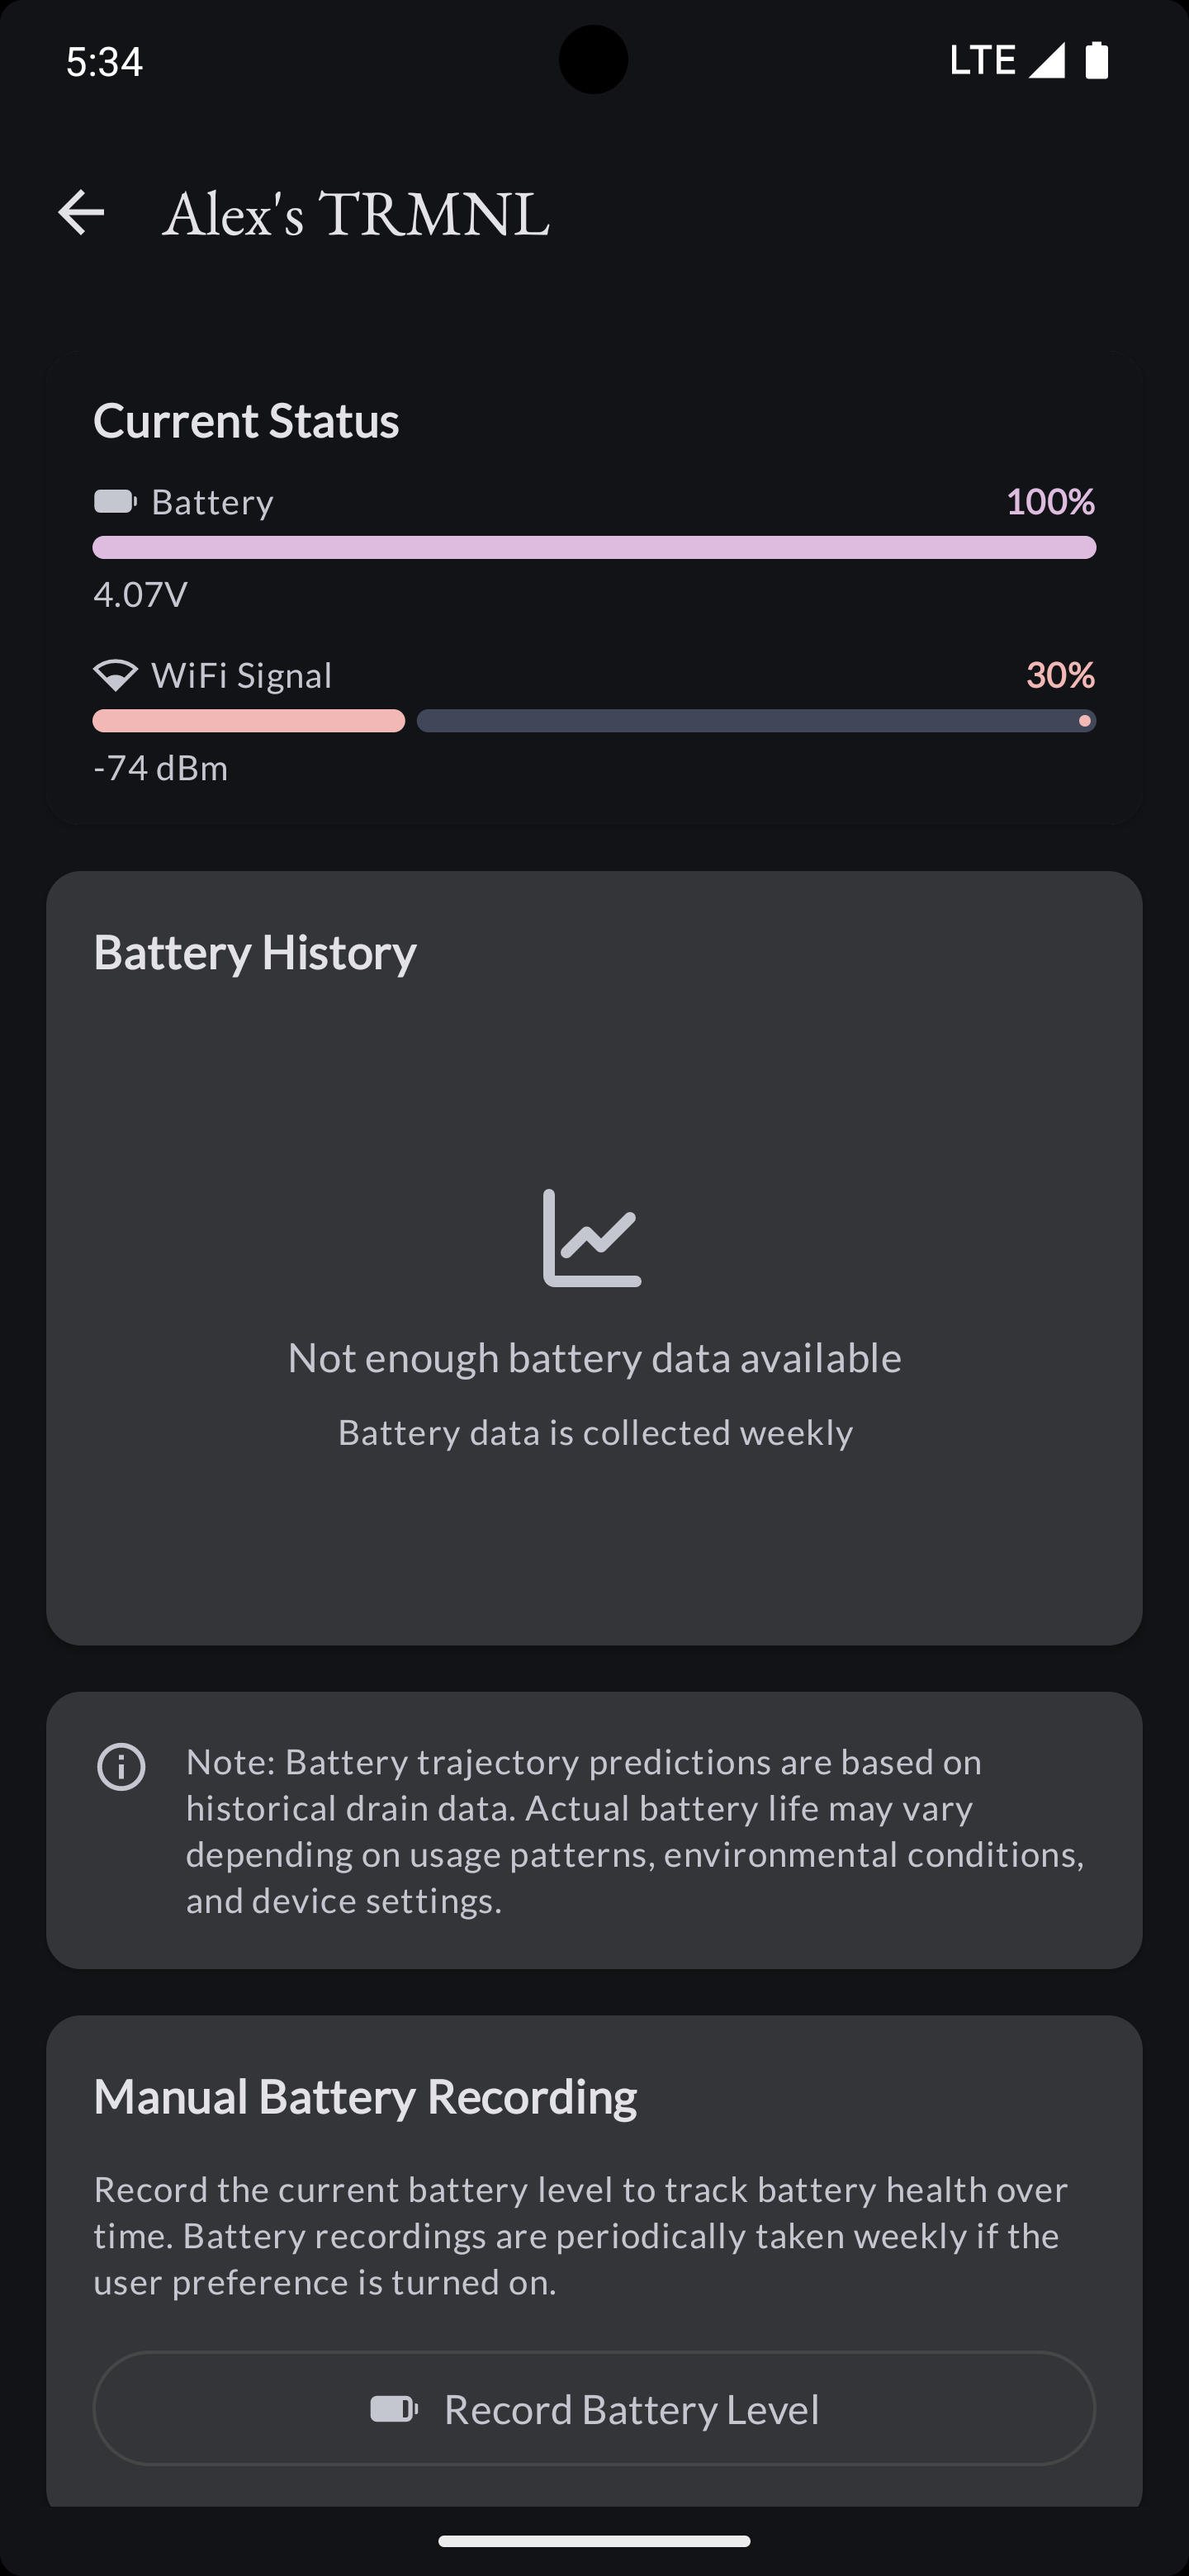 5:34
LTE
Alex's TRMNL
Current Status
Battery
100%
4.07V
WiFi Signal
30%
-74 dBm
Battery History
Not enough battery data available
Battery data is collected weekly
Note: Battery trajectory predictions are based on
historical drain data. Actual battery life may vary
depending on usage patterns, environmental conditions,
and device settings.
Manual Battery Recording
Record the current battery level to track battery health over
time. Battery recordings are periodically taken weekly if the
user preference is turned on.
Record Battery Level